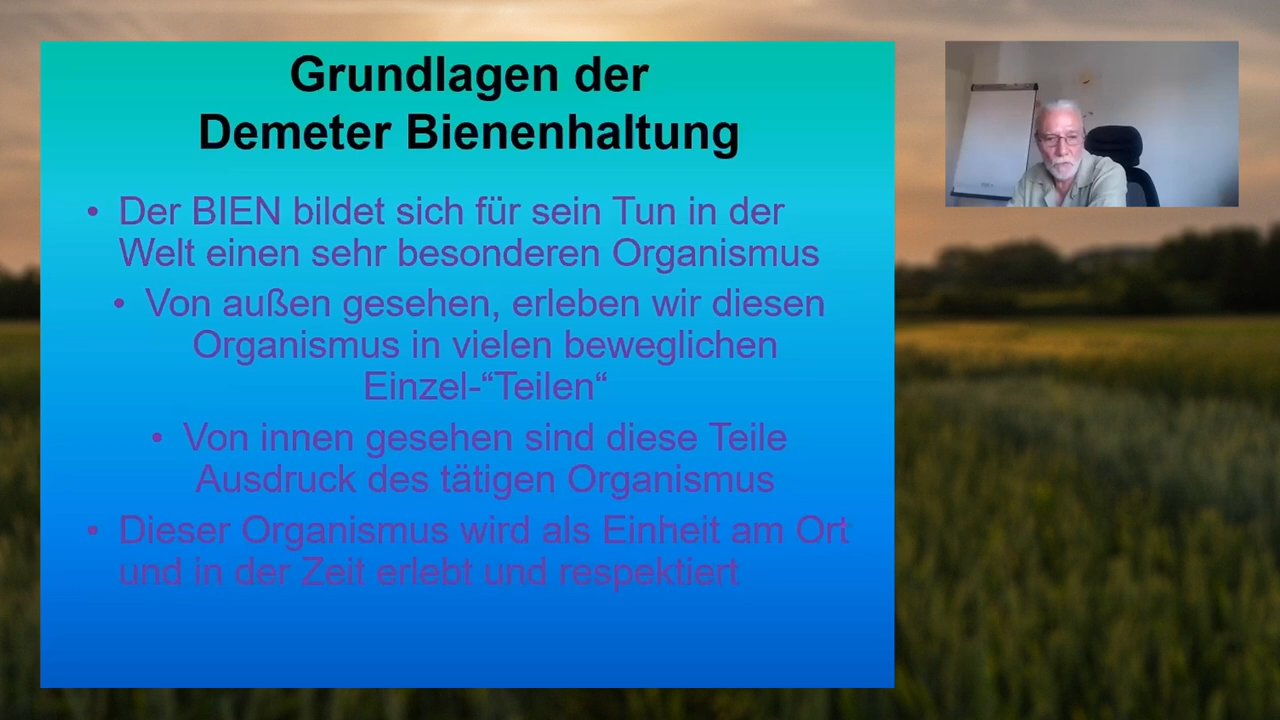 Grundlagen der
Demeter Bienenhaltung
• Der BIEN bildet sich für sein Tun in der
Welt einen sehr besonderen Organismus
• Von außen gesehen, erleben wir diesen
Organismus in vielen beweglichen
Einzel-“Teilen“
• Von innen gesehen sind diese Teile
Ausdruck des tätigen Organismus
• Dieser Organismus wird als Einheit am Ort
und in der Zeit erlebt und respektiert